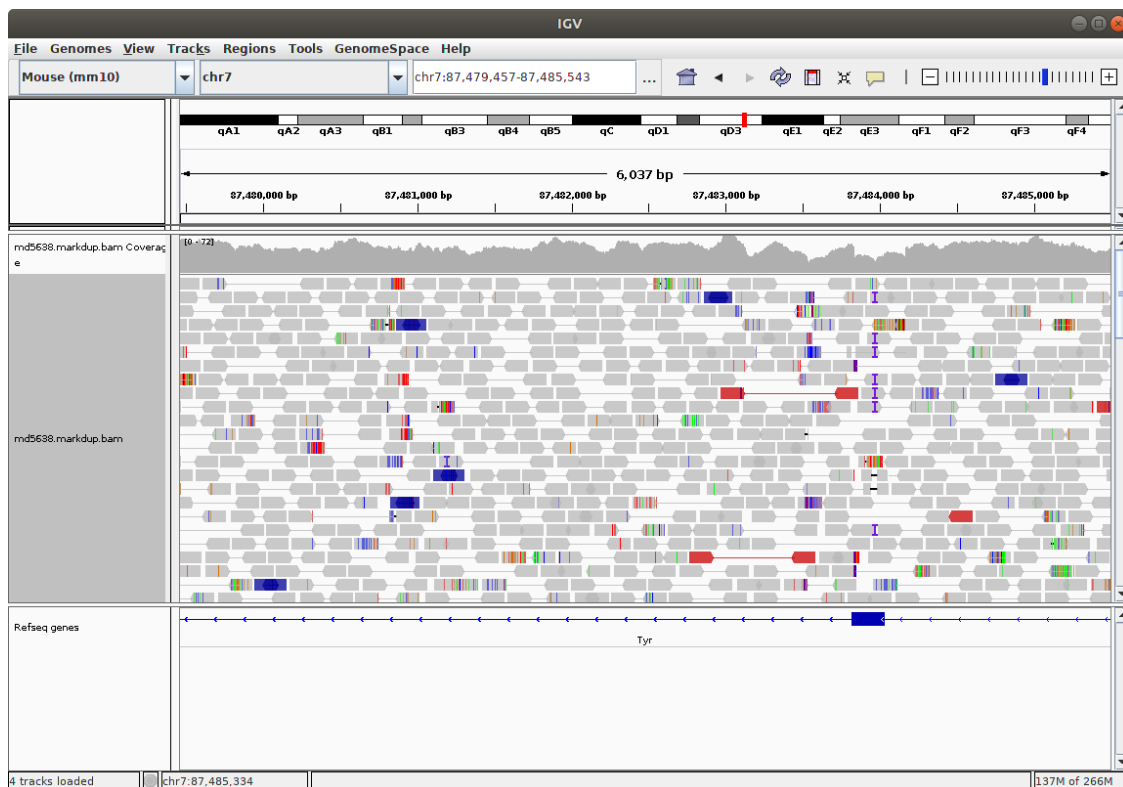 IGV
File Genomes View Tracks Regions Tools GenomeSpace Help
Mouse (mm10) chr7 chr7:87,479,457-87,485,543 ...
qA1 qA2 qA3 qB1 qB3 qB4 qB5 qC qD1 qD3 qE1 qE2 qE3 qF1 qF2 qF3 qF4
6,037 bp
87,480,000 bp 87,481,000 bp 87,482,000 bp 87,483,000 bp 87,484,000 bp 87,485,000 bp
md5638.markdup.bam Coverag
e
[0 - 72]
md5638.markdup.bam
Refseq genes
Tyr
4 tracks loaded chr7:87,485,334 137M of 266M